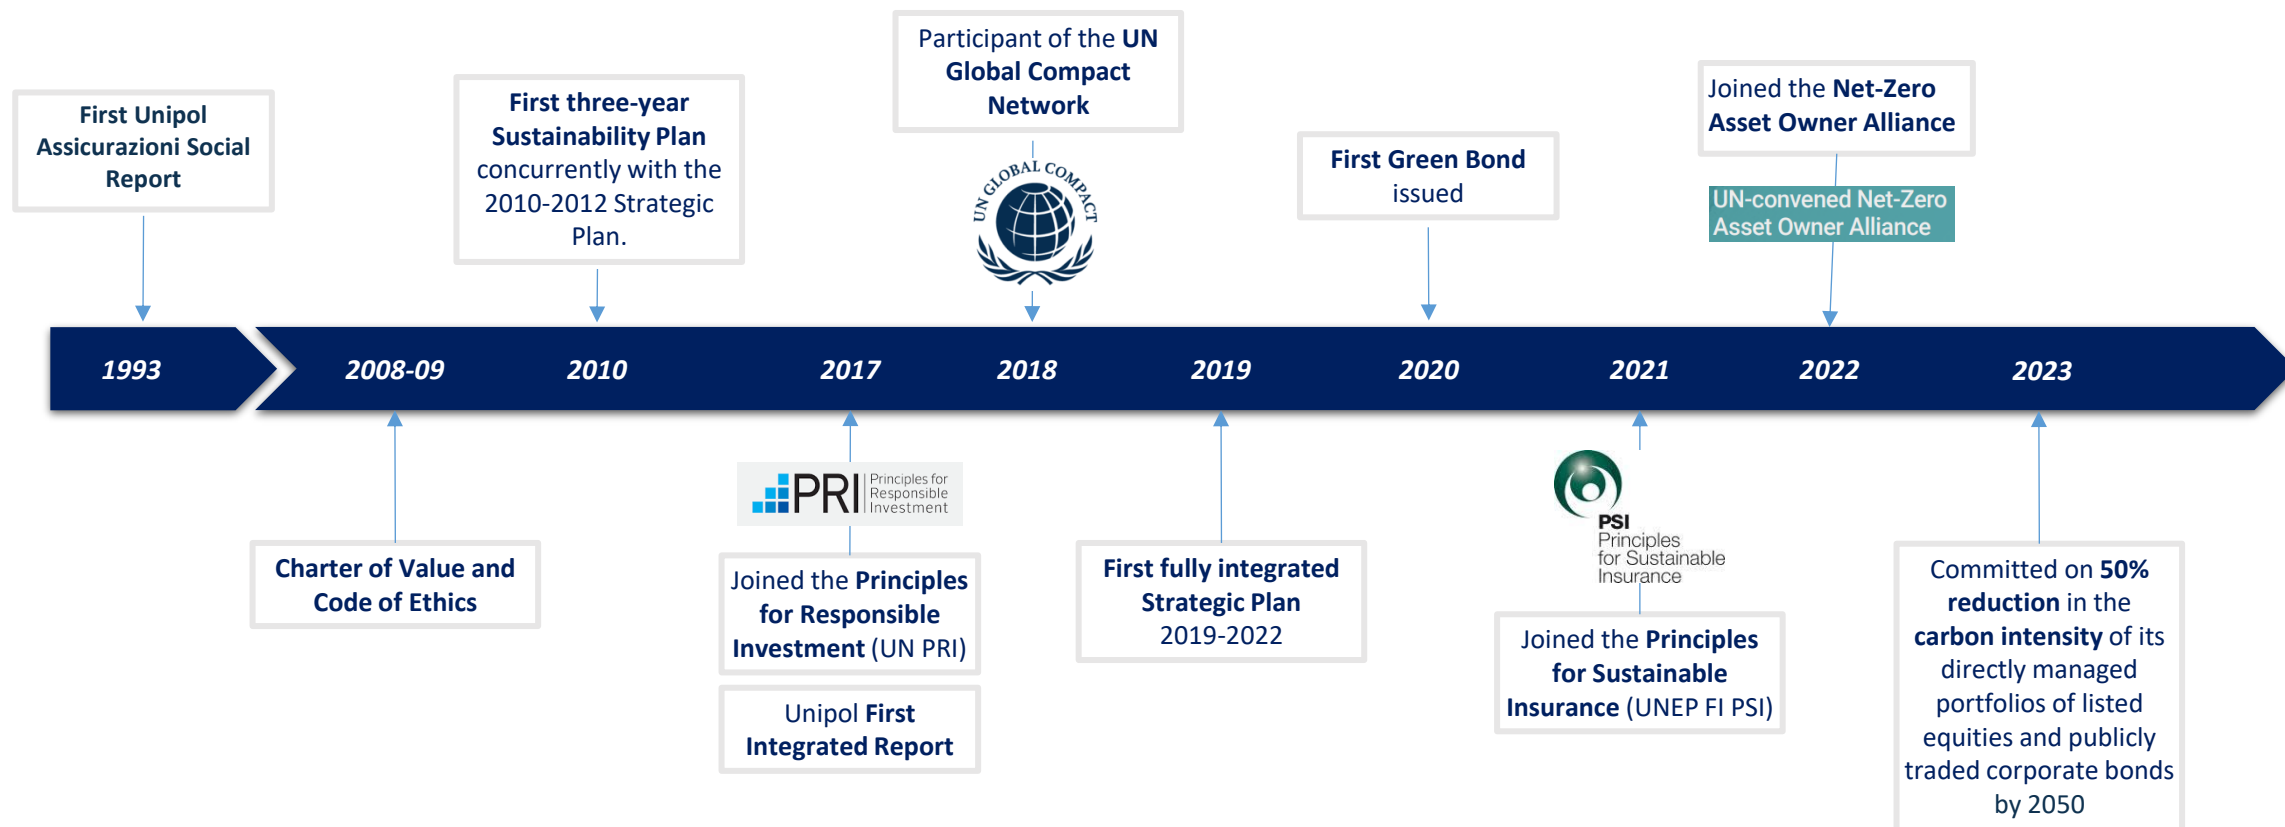 First Unipol
Assicurazioni Social
Report
First three-year
Sustainability Plan
concurrently with the
2010-2012 Strategic
Plan.
Participant of the UN
Global Compact
Network
UN GLOBAL COMPACT
First Green Bond
issued
Joined the Net-Zero
Asset Owner Alliance
UN-convened Net-Zero
Asset Owner Alliance
1993
2008-09
2010
2017
2018
2019
2020
2021
2022
2023
Charter of Value and
Code of Ethics
PRI
Principles for
Responsible
Investment
Joined the Principles
for Responsible
Investment (UN PRI)
Unipol First
Integrated Report
First fully integrated
Strategic Plan
2019-2022
PSI
Principles
for Sustainable
Insurance
Joined the Principles
for Sustainable
Insurance (UNEP FI PSI)
Committed on 50%
reduction in the
carbon intensity of its
directly managed
portfolios of listed
equities and publicly
traded corporate bonds
by 2050